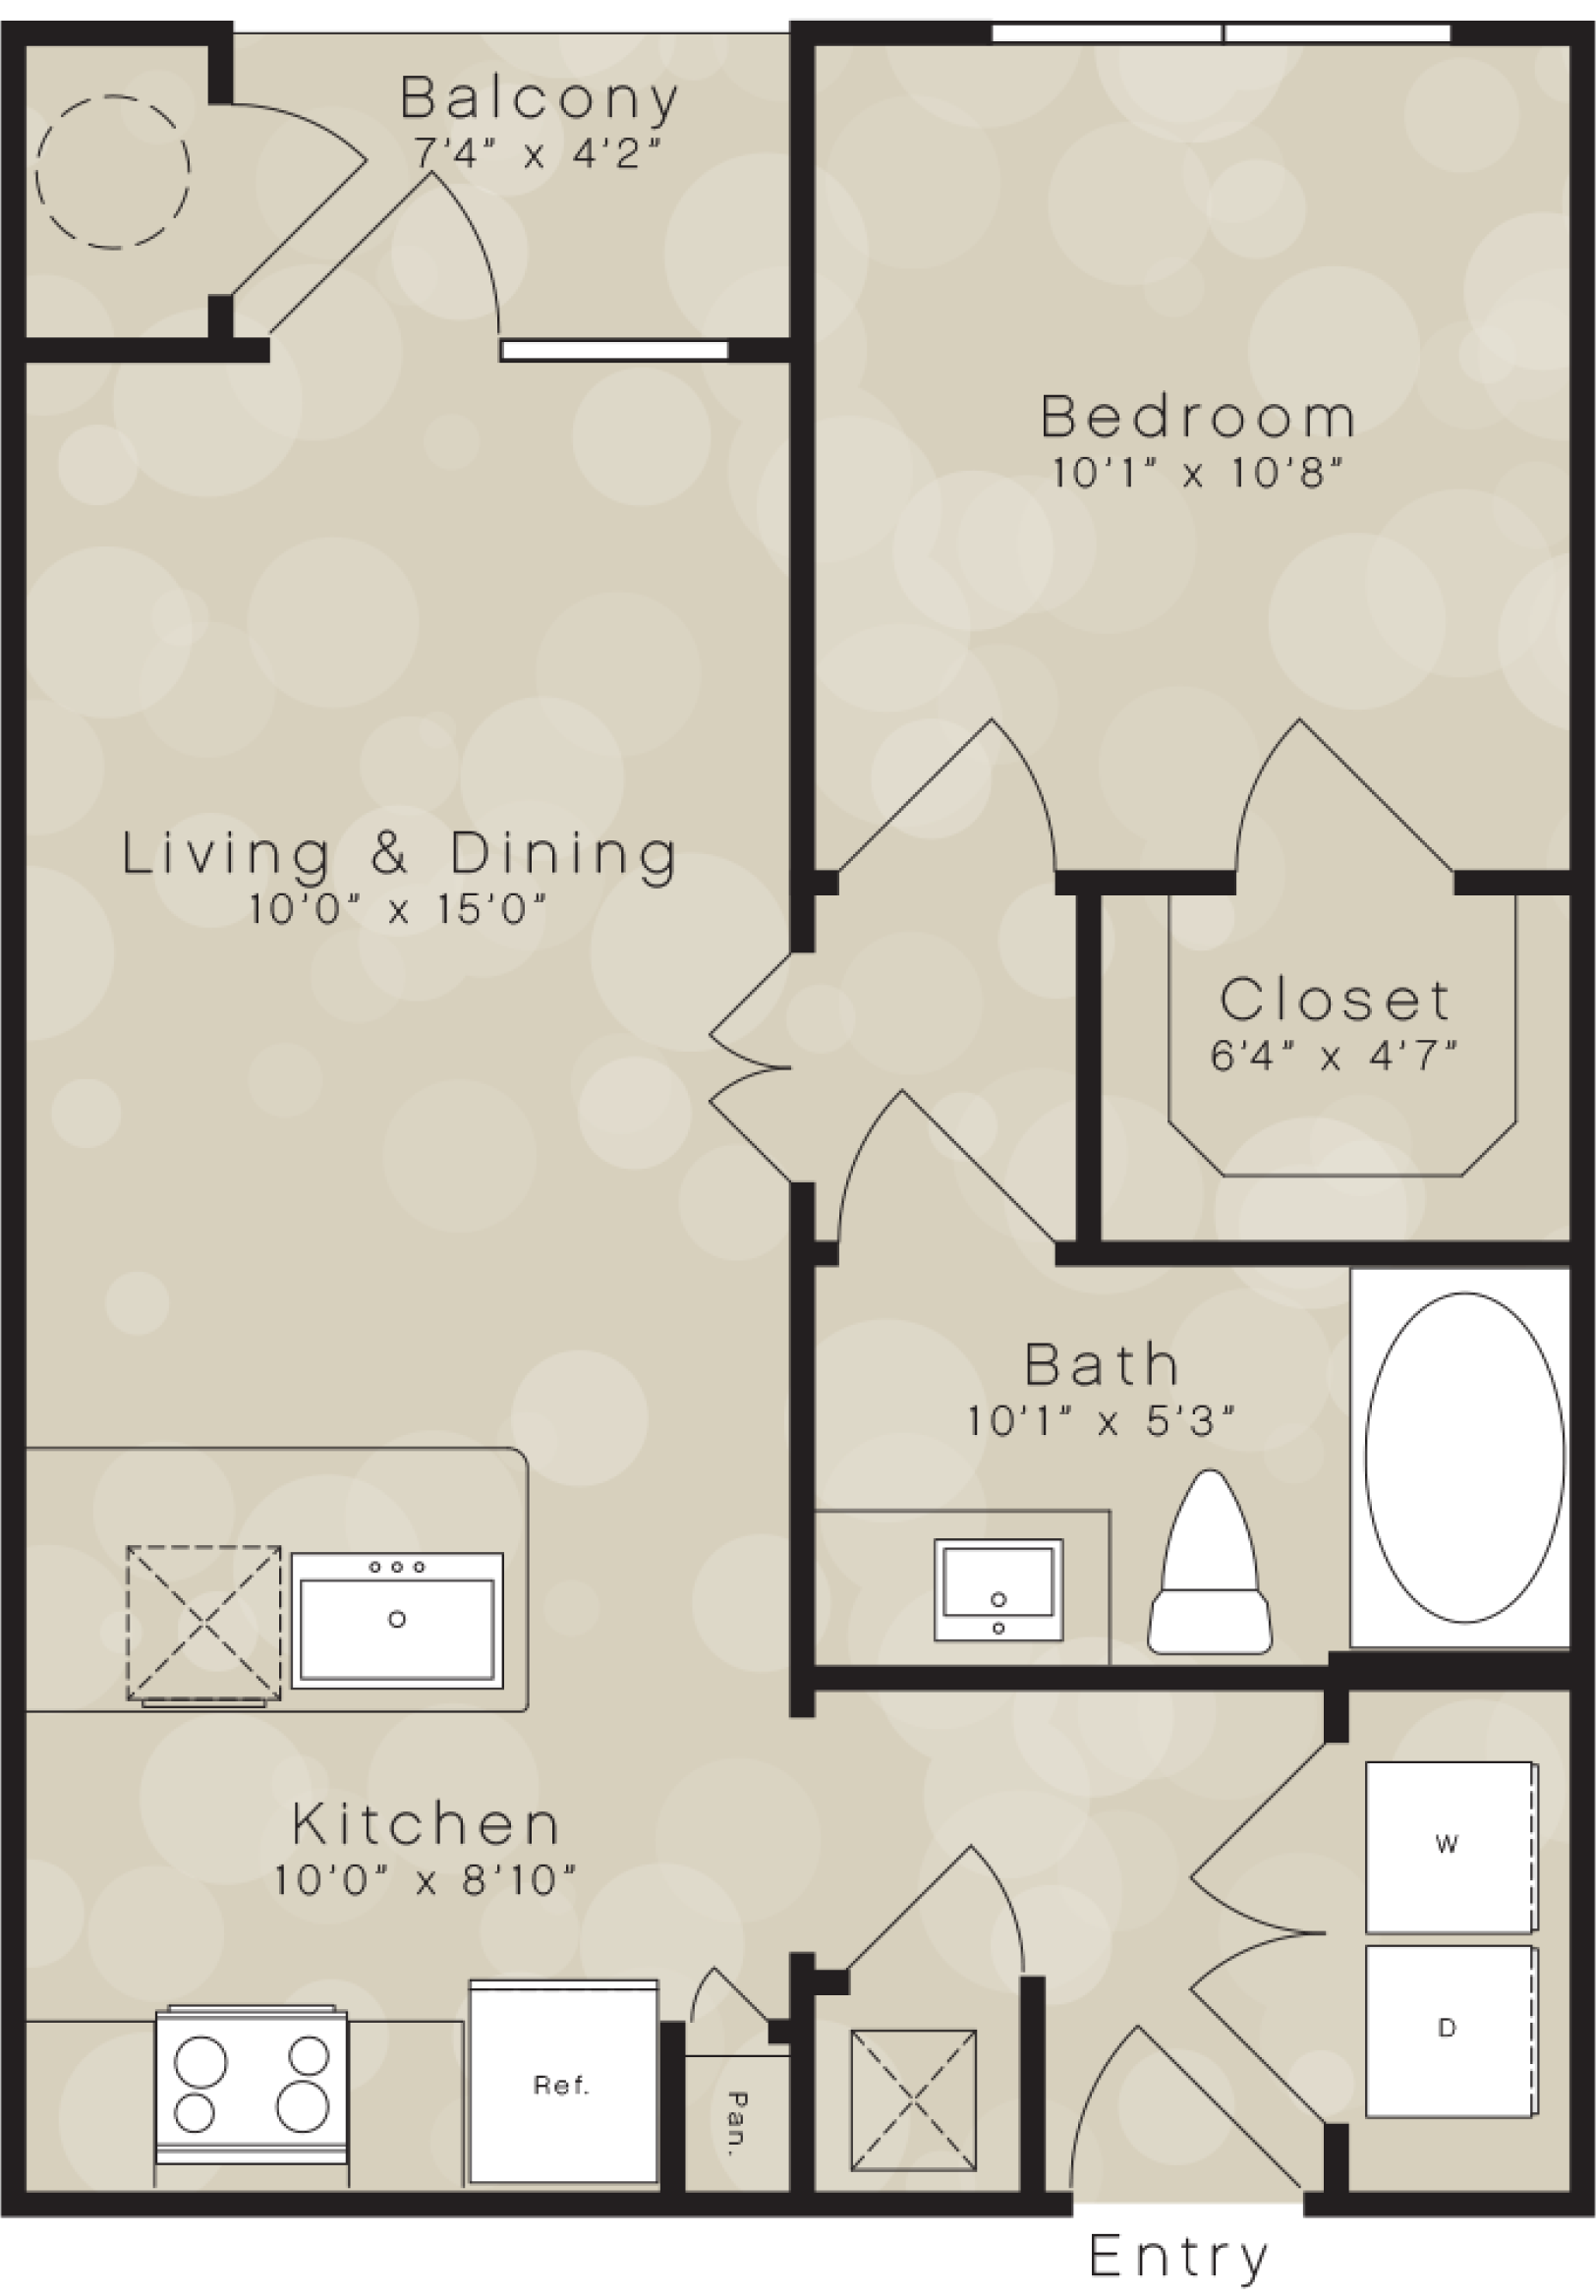 Balcony
7'4" x 4'2"
Bedroom
10'1" x 10'8"
Living & Dining
10'0" x 15'0"
Closet
6'4" x 4'7"
Bath
10'1" x 5'3"
Kitchen
10'0" x 8'10"
W
D
Ref.
Pan.
Entry